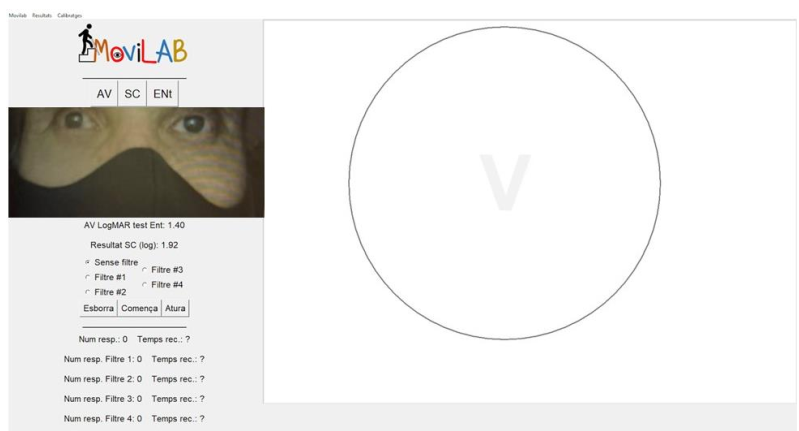 Movilab Resultats Calibratges
MoviLAB
AV SC ENt
V
AV LogMAR test Ent: 1.40
Resultat SC (log): 1.92
Sense filtre
Filtre #3
Filtre #1
Filtre #4
Filtre #2
Esborra Comença Atura
Num resp.: 0 Temps rec.: ?
Num resp. Filtre 1: 0 Temps rec.: ?
Num resp. Filtre 2: 0 Temps rec.: ?
Num resp. Filtre 3: 0 Temps rec.: ?
Num resp. Filtre 4: 0 Temps rec.: ?